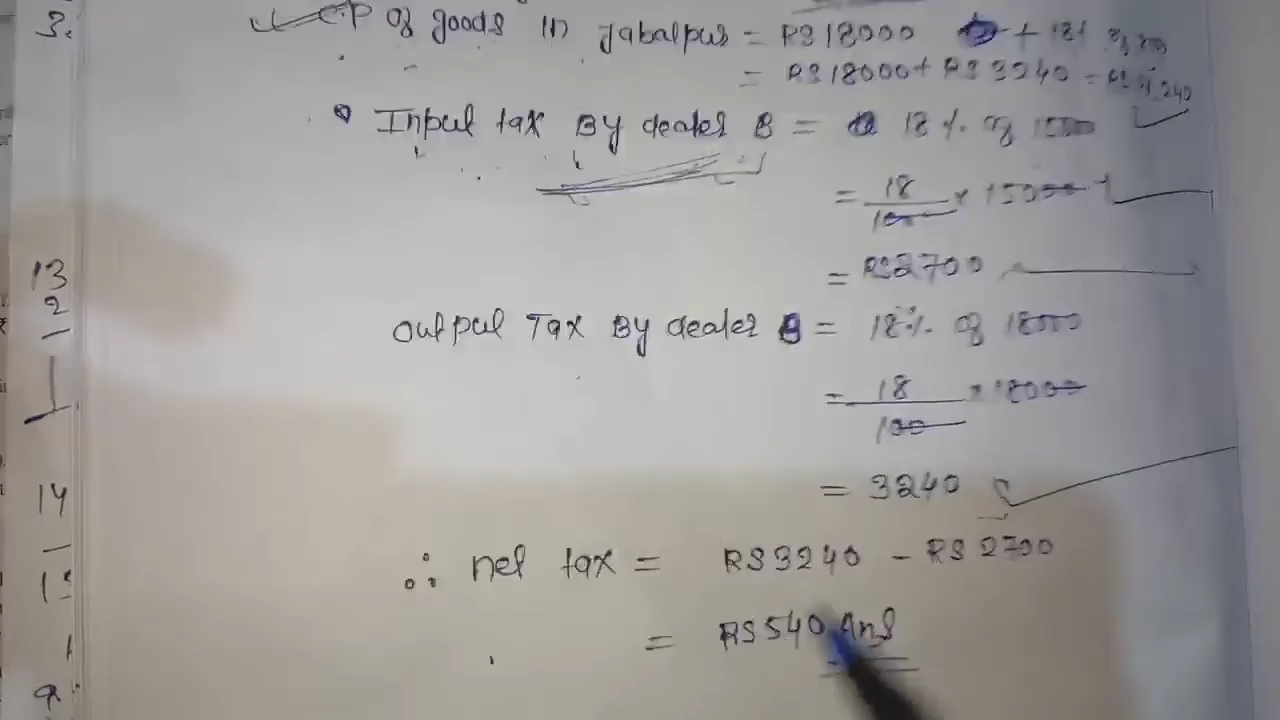 3. CP of goods in Jabalpur = RS 18000 + 18%
= RS 18000 + RS 3240 =
Input tax By dealer B = 18 % of 15000
= 18/100 × 15000
= RS 2700
13
2
Output Tax By dealer B = 18% of 18000
= 18/100 × 18000
14
= 3240
∴ net tax = RS 3240 - RS 2700
= RS 540 Ans